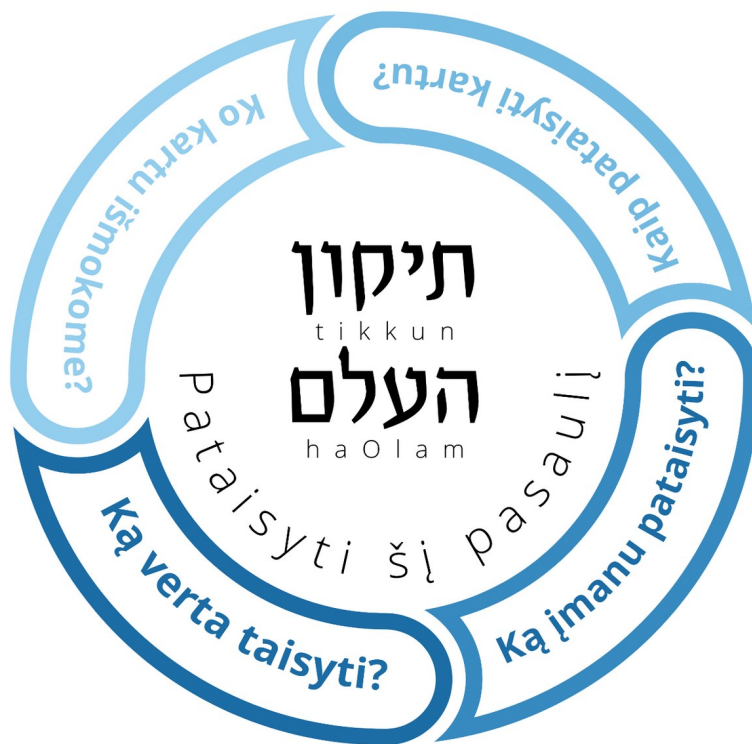 תיקון
tikkun
העלם
haOlam
Pataisyti šį pasaulį
Ką verta taisyti?
Ką įmanu pataisyti?
Kaip pataisyti kartu?
Ko kartu išmokome?